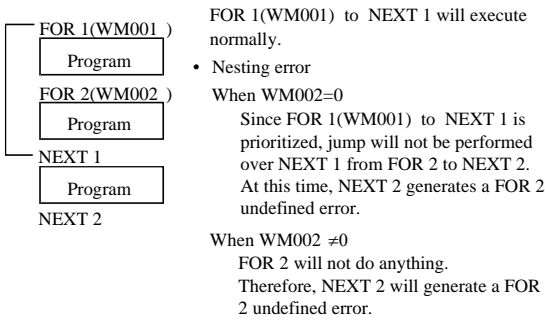 FOR 1(WM001 )
Program
FOR 2(WM002 )
Program
NEXT 1
Program
NEXT 2
FOR 1(WM001) to NEXT 1 will execute
normally.
• Nesting error
When WM002=0
Since FOR 1(WM001) to NEXT 1 is
prioritized, jump will not be performed
over NEXT 1 from FOR 2 to NEXT 2.
At this time, NEXT 2 generates a FOR 2
undefined error.
When WM002 ≠0
FOR 2 will not do anything.
Therefore, NEXT 2 will generate a FOR
2 undefined error.